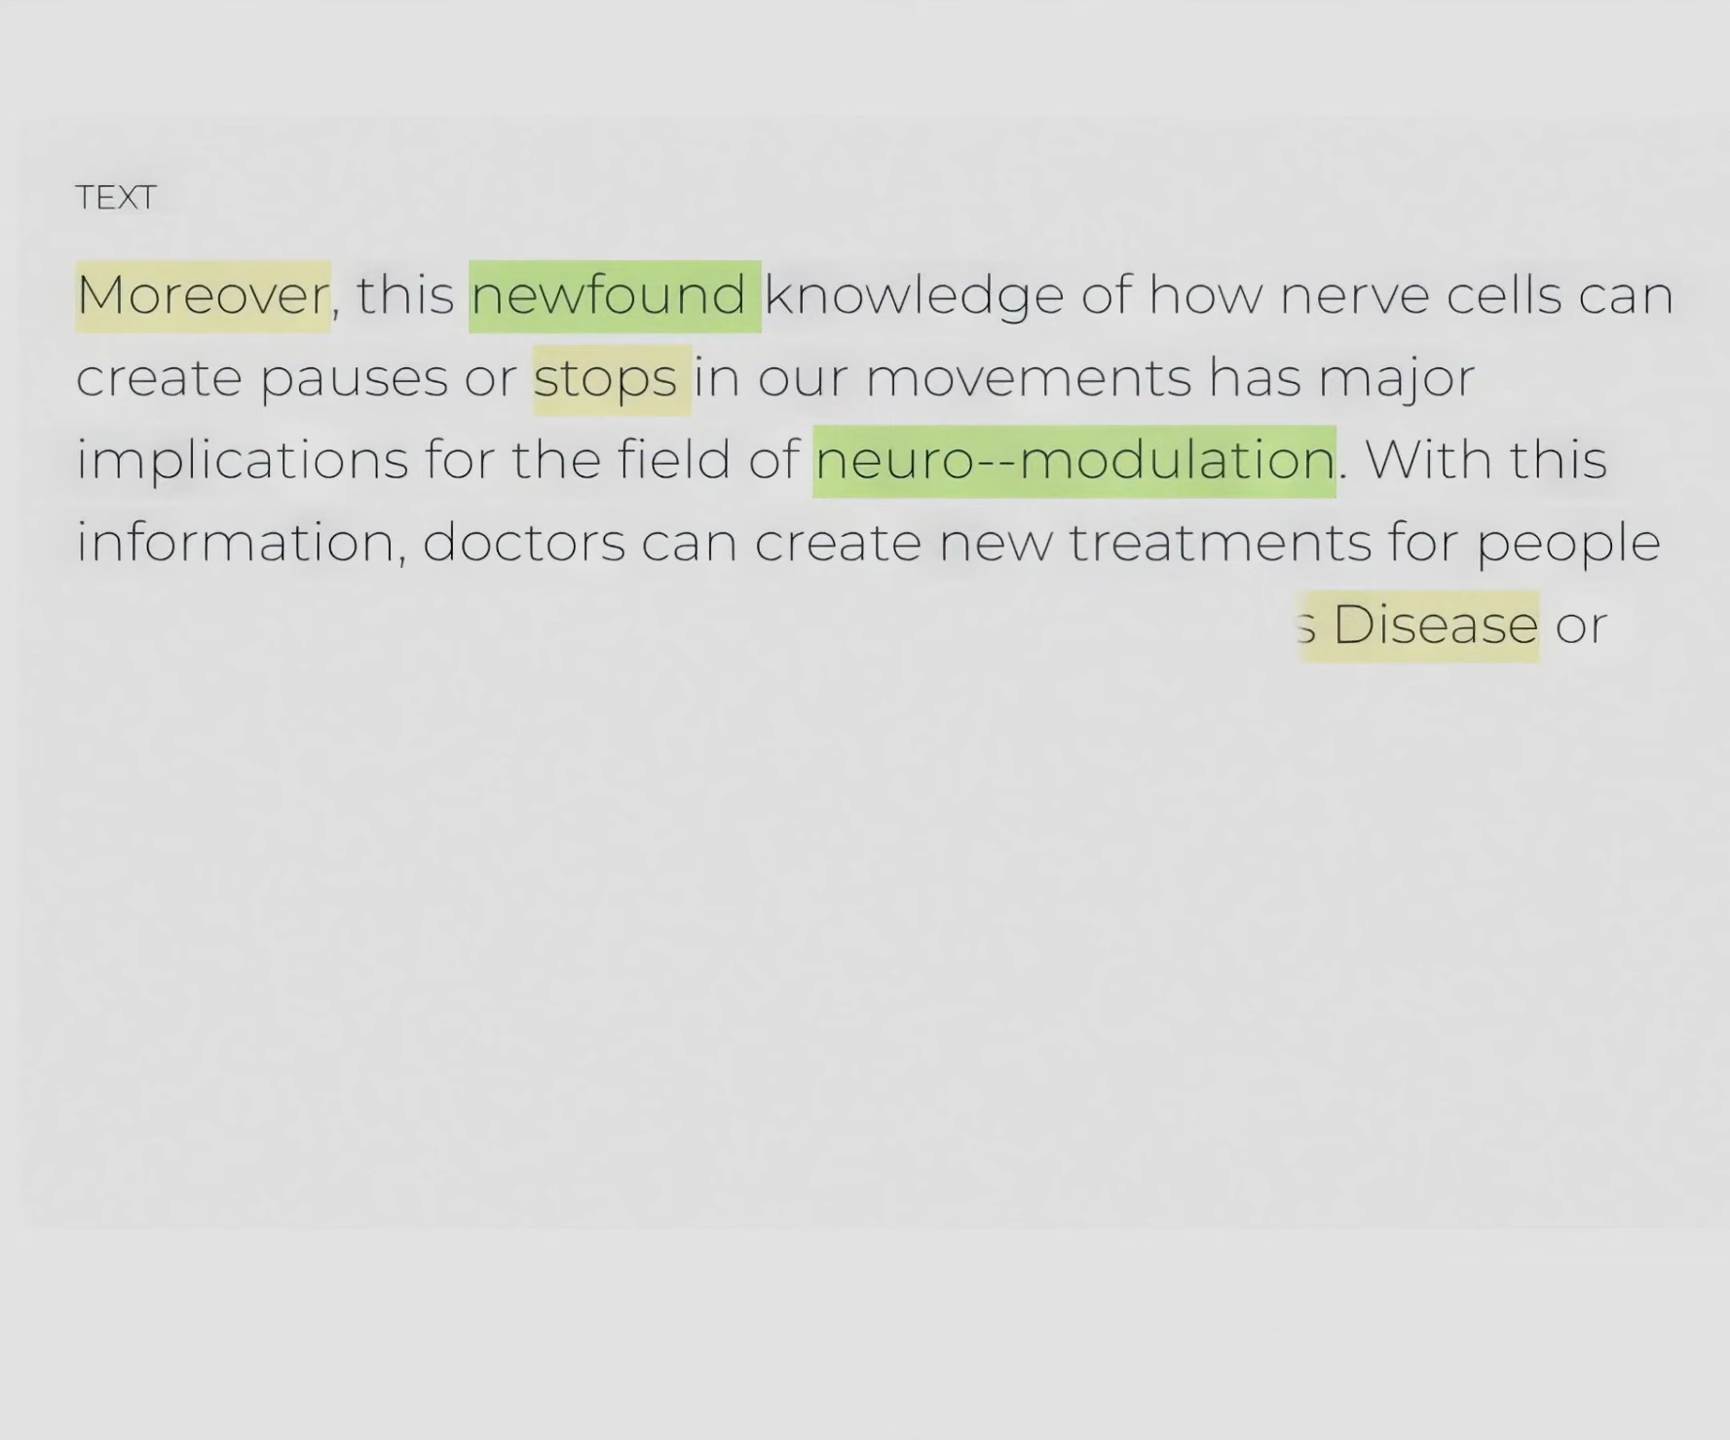 TEXT
Moreover, this newfound knowledge of how nerve cells can
create pauses or stops in our movements has major
implications for the field of neuro--modulation. With this
information, doctors can create new treatments for people
s Disease or